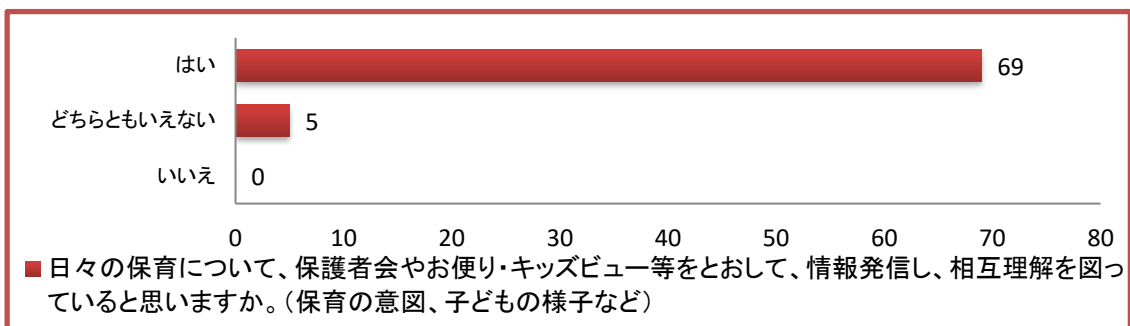 はい 69
どちらともいえない 5
いいえ 0
0 10 20 30 40 50 60 70 80
日々の保育について、保護者会やお便り・キッズビュー等をとおして、情報発信し、相互理解を図っ
ていると思いますか。（保育の意図、子どもの様子など）